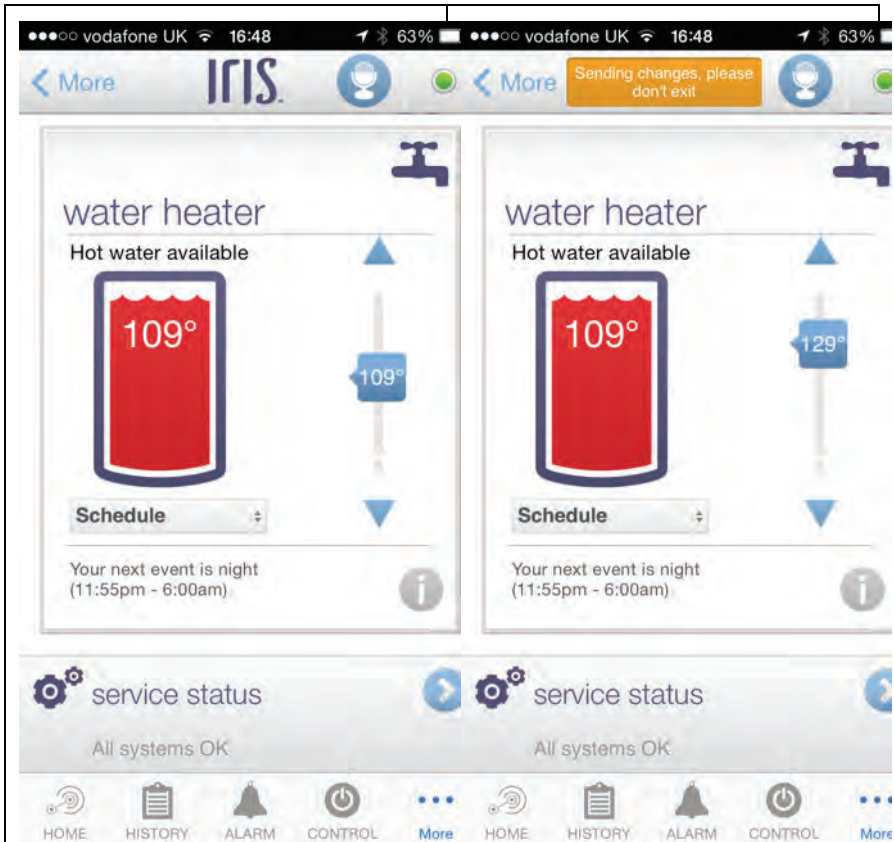 vodafone UK 16:48 63%
More IrIS.
water heater
Hot water available
109°
109°
Schedule
Your next event is night
(11:55pm - 6:00am)
i
service status
All systems OK
HOME HISTORY ALARM CONTROL More
vodafone UK 16:48 63%
More Sending changes, please
don't exit
water heater
Hot water available
109°
129°
Schedule
Your next event is night
(11:55pm - 6:00am)
i
service status
All systems OK
HOME HISTORY ALARM CONTROL More